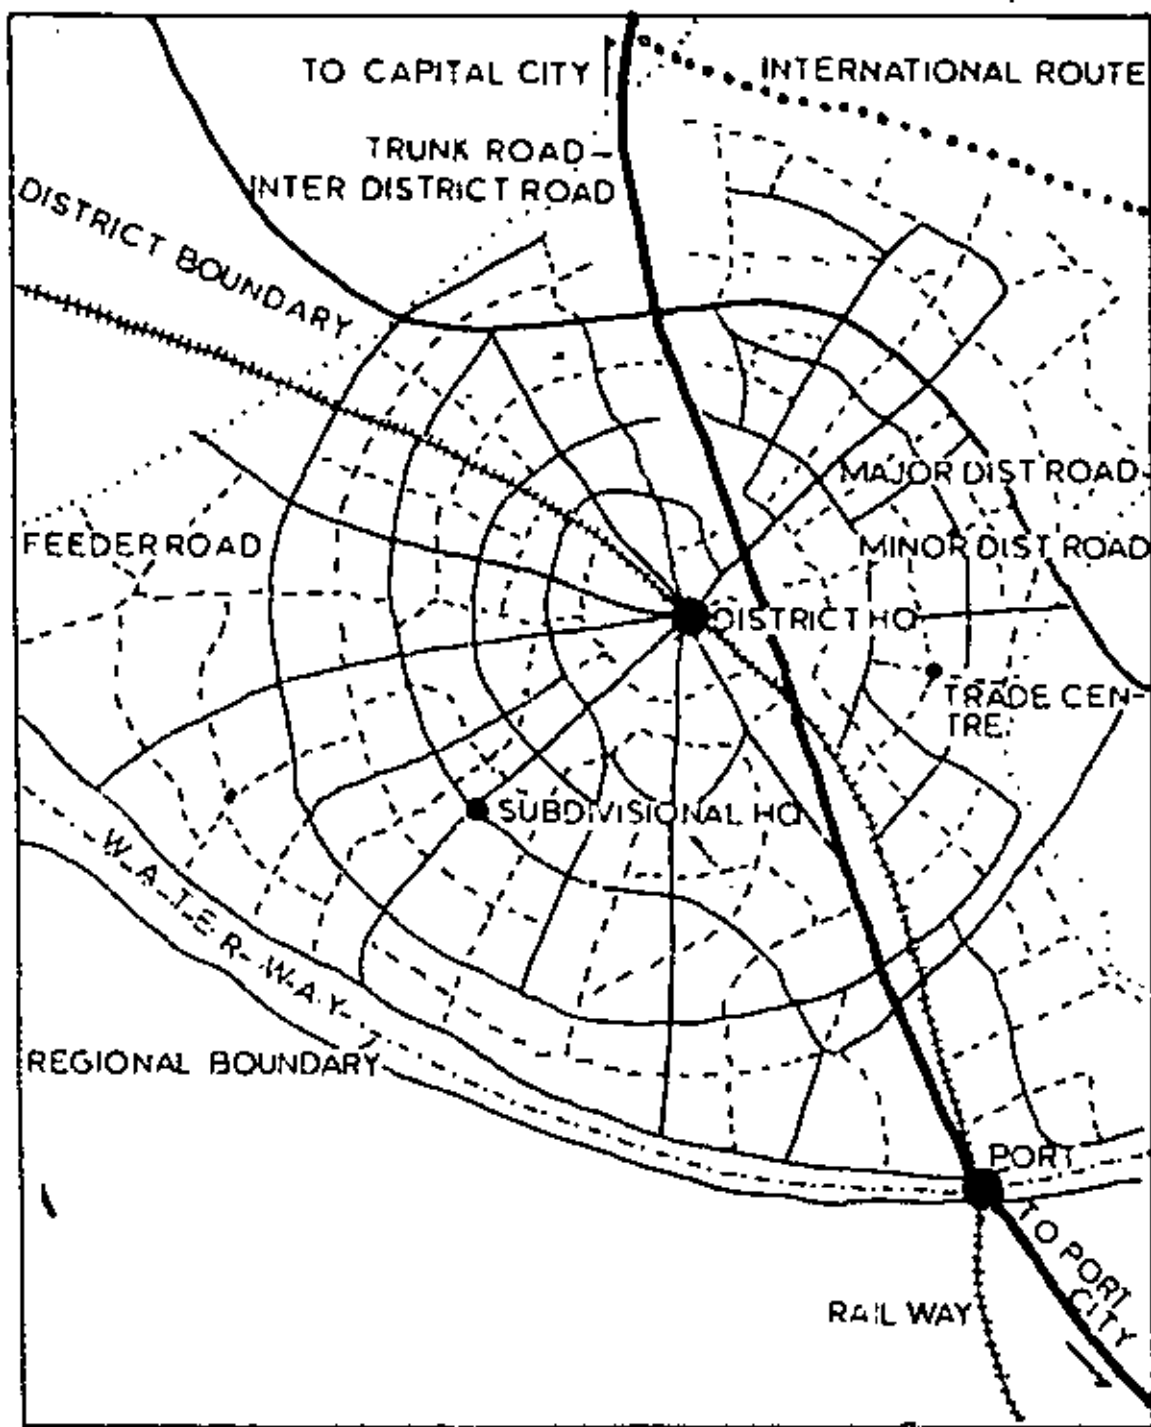 TO CAPITAL CITY
INTERNATIONAL ROUTE
TRUNK ROAD
INTER DISTRICT ROAD
DISTRICT BOUNDARY
MAJOR DIST ROAD
FEEDER ROAD
MINOR DIST ROAD
DISTRICT HQ
TRADE CEN-
TRE
SUBDIVISIONAL HQ
W-A-T-E-R-W-A-Y
REGIONAL BOUNDARY
PORT
TO PORT
CITY
RAIL WAY